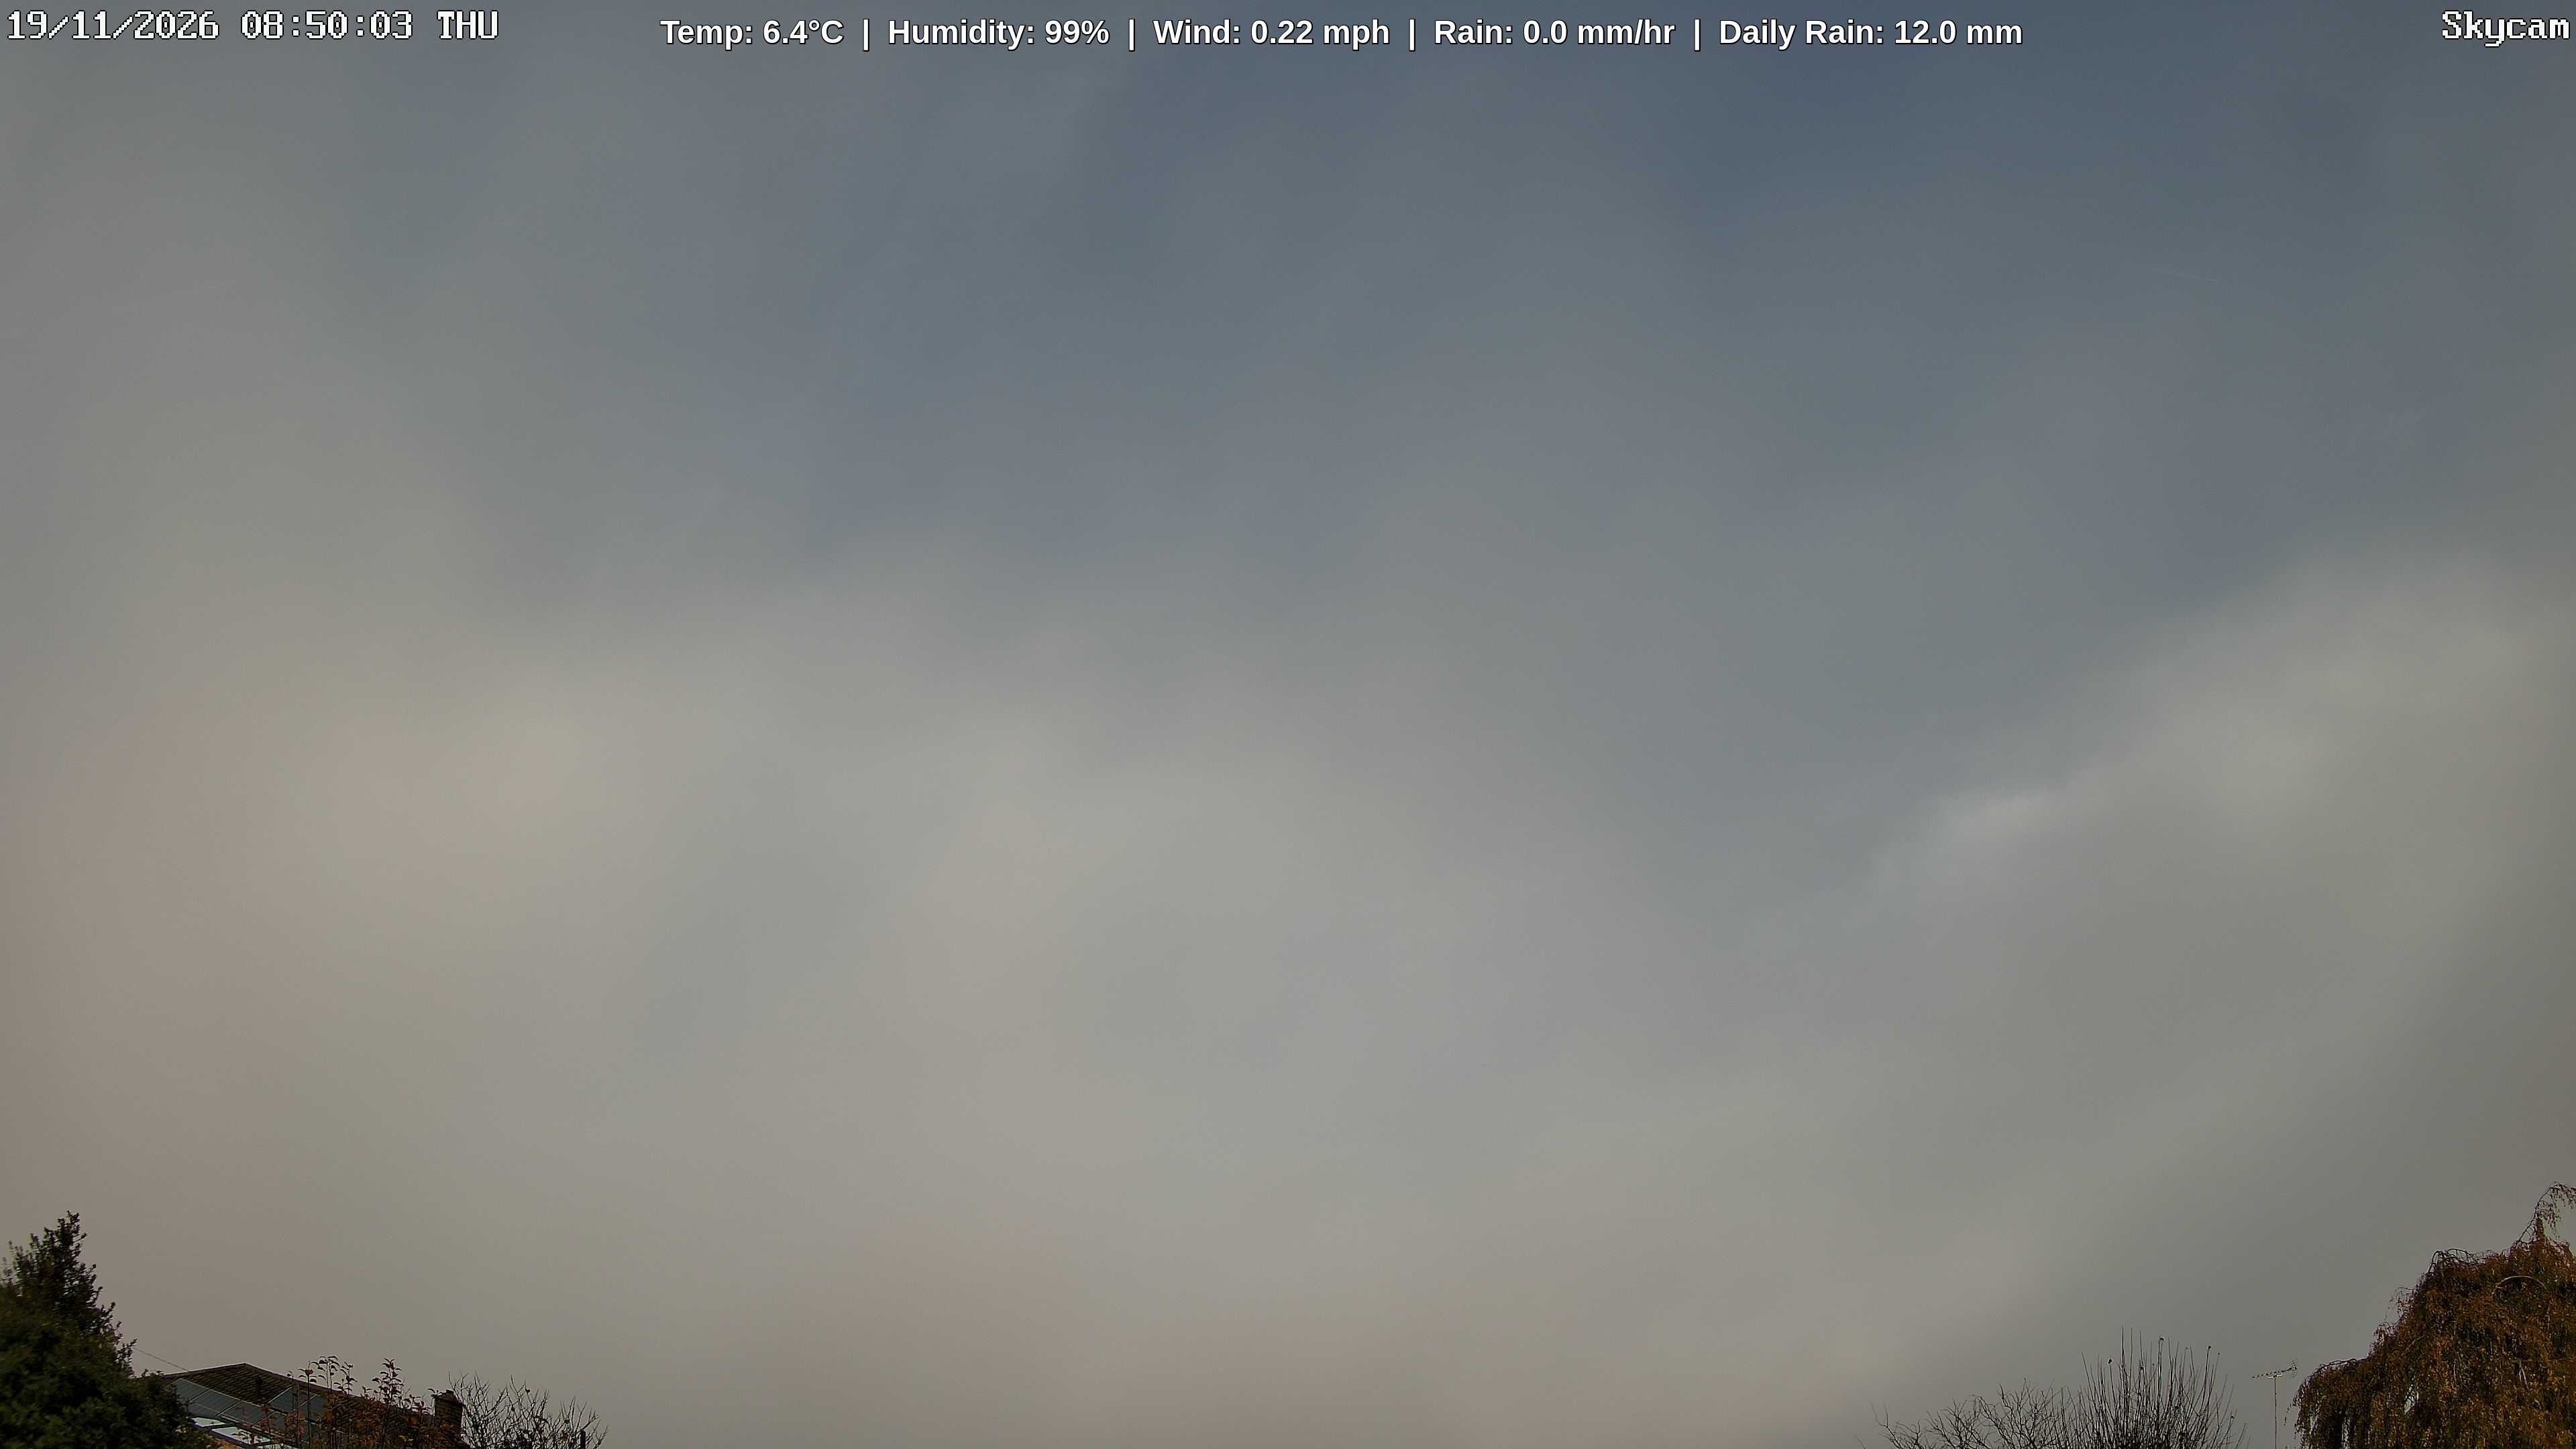 19/11/2026 08:50:03 THU
Temp: 6.4°C | Humidity: 99% | Wind: 0.22 mph | Rain: 0.0 mm/hr | Daily Rain: 12.0 mm
Skycam